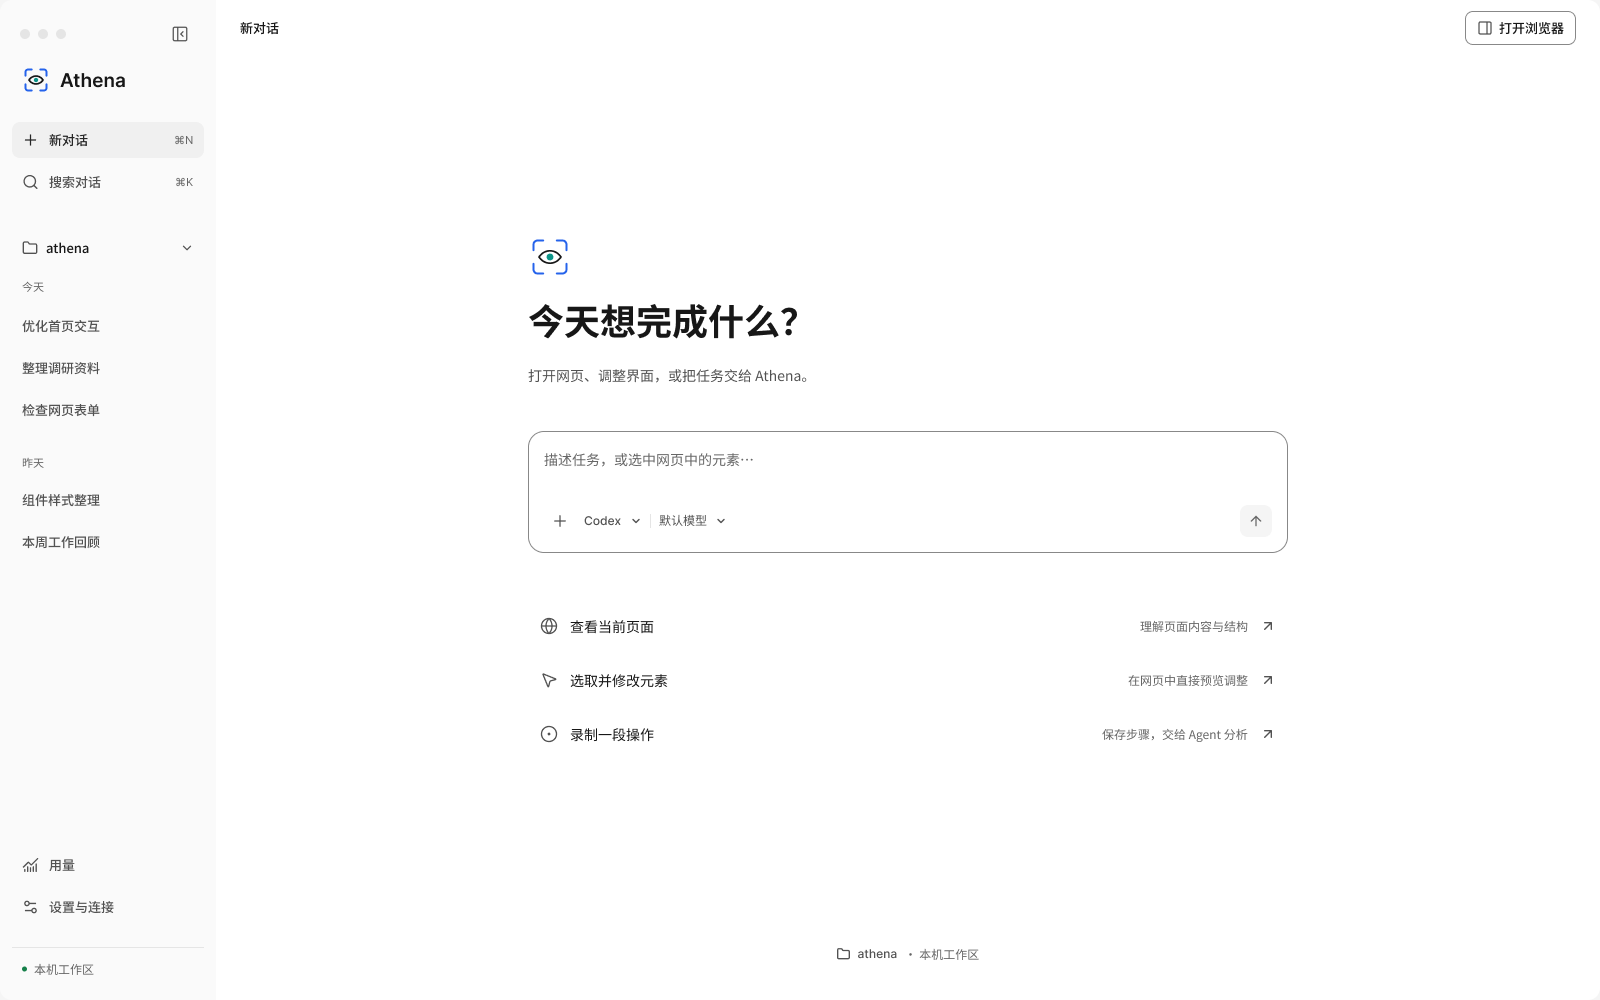 新对话
打开浏览器
Athena
新对话 ⌘N
搜索对话 ⌘K
athena
今天
优化首页交互
整理调研资料
检查网页表单
昨天
组件样式整理
本周工作回顾
用量
设置与连接
本机工作区
今天想完成什么？
打开网页、调整界面，或把任务交给 Athena。
描述任务，或选中网页中的元素…
Codex 默认模型
查看当前页面 理解页面内容与结构
选取并修改元素 在网页中直接预览调整
录制一段操作 保存步骤，交给 Agent 分析
athena · 本机工作区